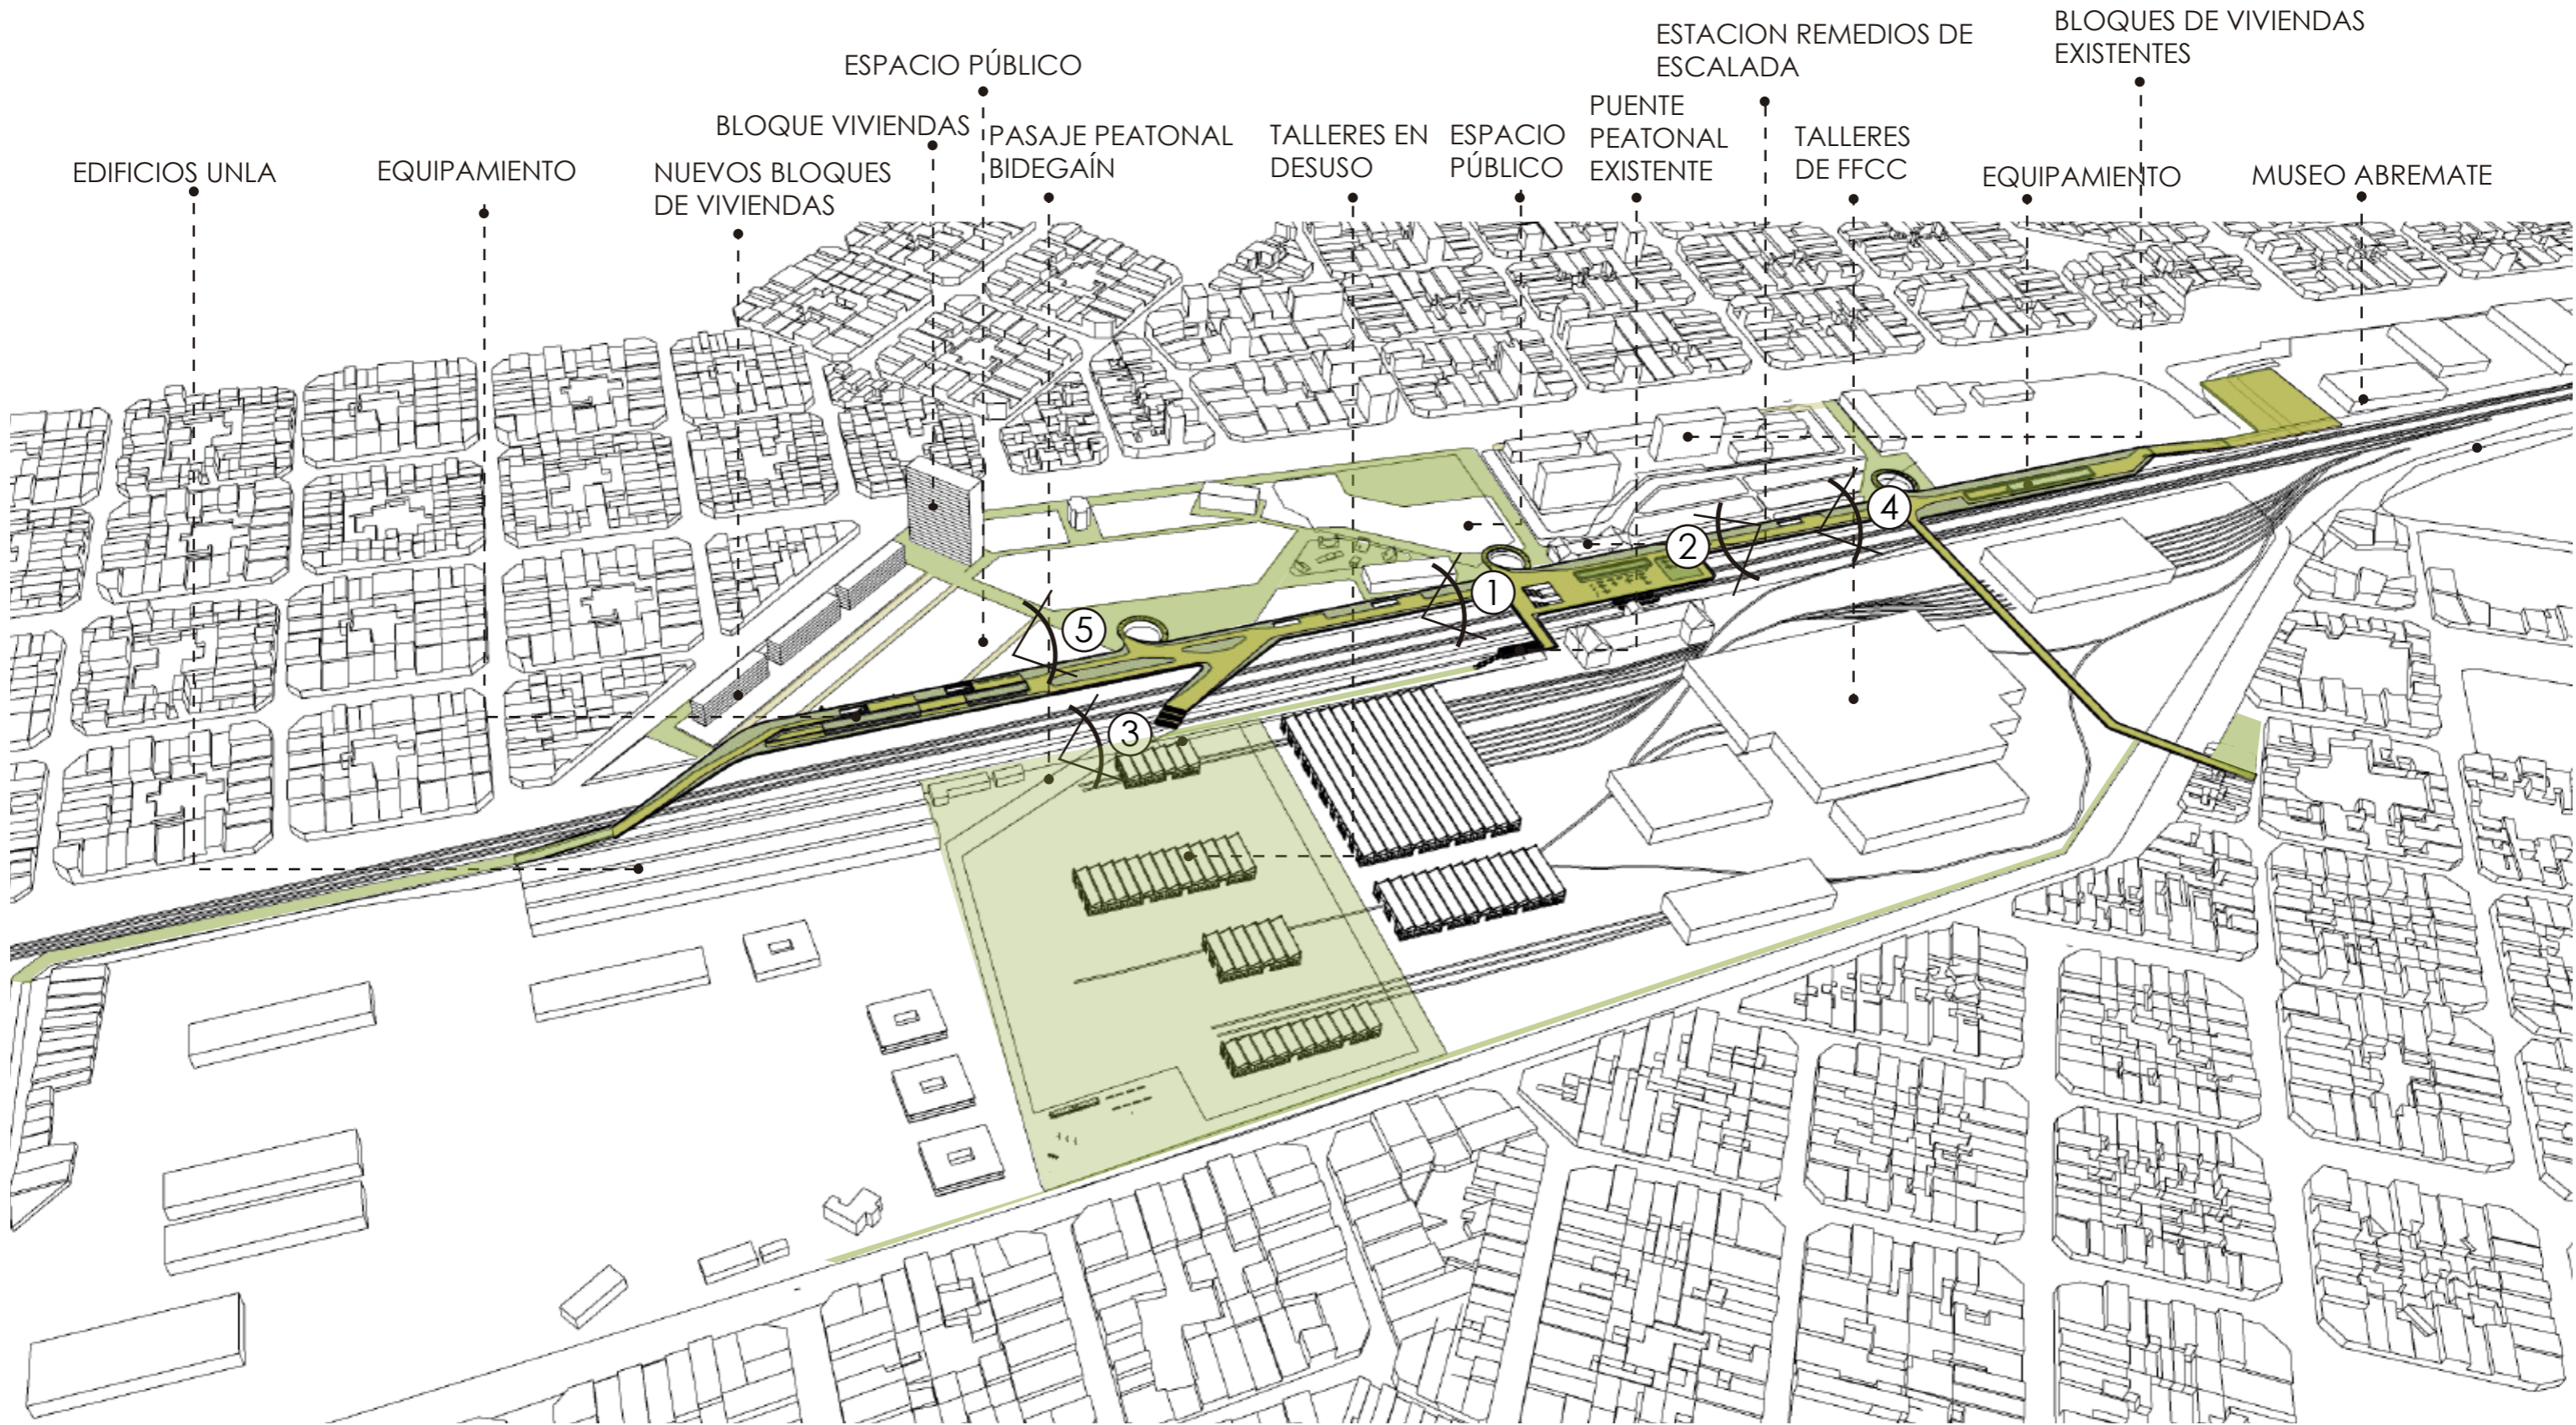 BLOQUES DE VIVIENDAS
EXISTENTES
ESTACION REMEDIOS DE
ESCALADA
ESPACIO PÚBLICO
PUENTE
PEATONAL
EXISTENTE
BLOQUE VIVIENDAS
PASAJE PEATONAL
BIDEGAÍN
TALLERES EN
DESUSO
ESPACIO
PÚBLICO
TALLERES
DE FFCC
EDIFICIOS UNLA
EQUIPAMIENTO
NUEVOS BLOQUES
DE VIVIENDAS
EQUIPAMIENTO
MUSEO ABREMATE
4
2
1
5
3